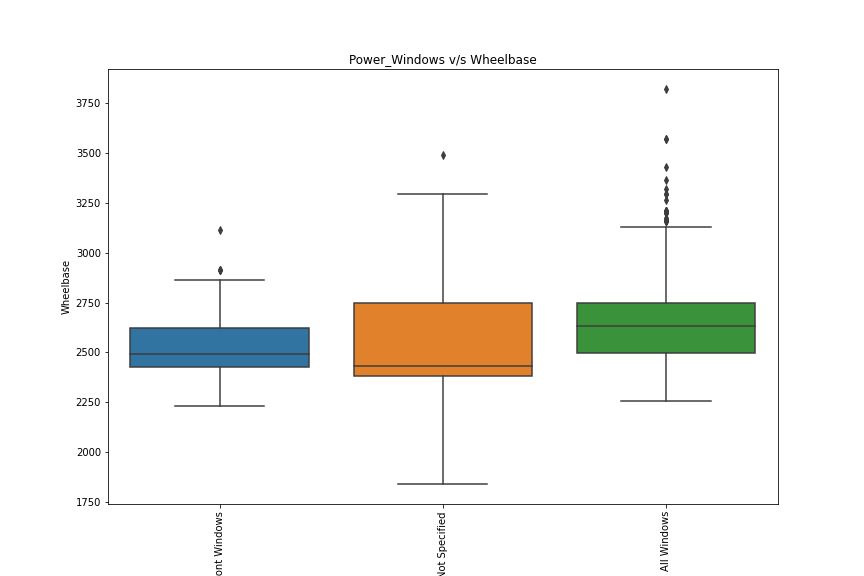 Power_Windows v/s Wheelbase
Wheelbase
3750
3500
3250
3000
2750
2500
2250
2000
1750
ont Windows
Not Specified
All Windows